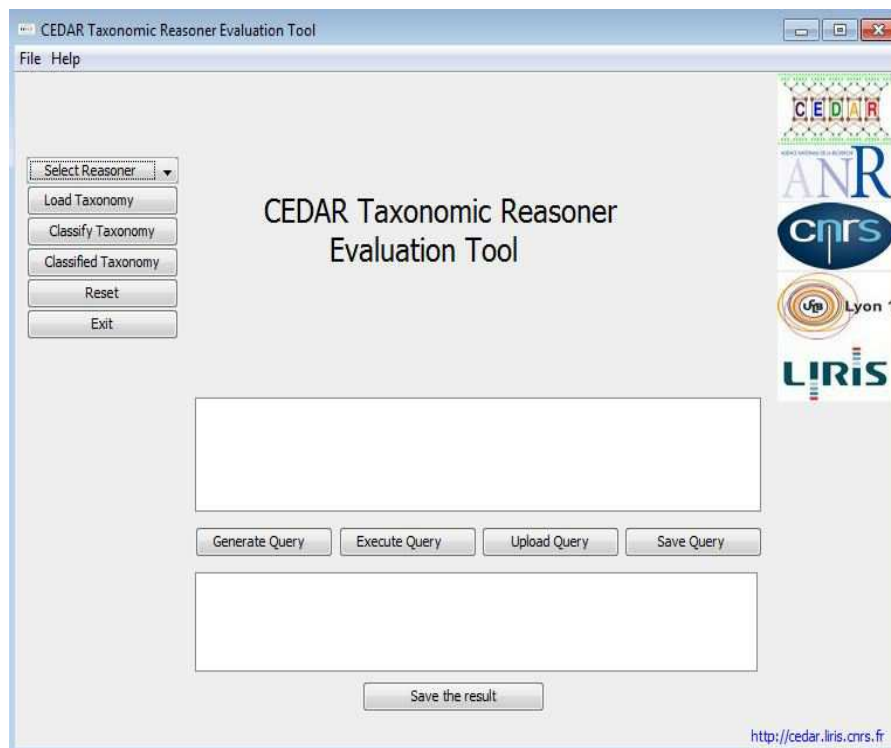 CEDAR Taxonomic Reasoner Evaluation Tool
File Help
Select Reasoner
Load Taxonomy
Classify Taxonomy
Classified Taxonomy
Reset
Exit
CEDAR Taxonomic Reasoner
Evaluation Tool
CEDAR
ANR
cnrs
Lyon 1
LIRIS
Generate Query
Execute Query
Upload Query
Save Query
Save the result
http://cedar.liris.cnrs.fr